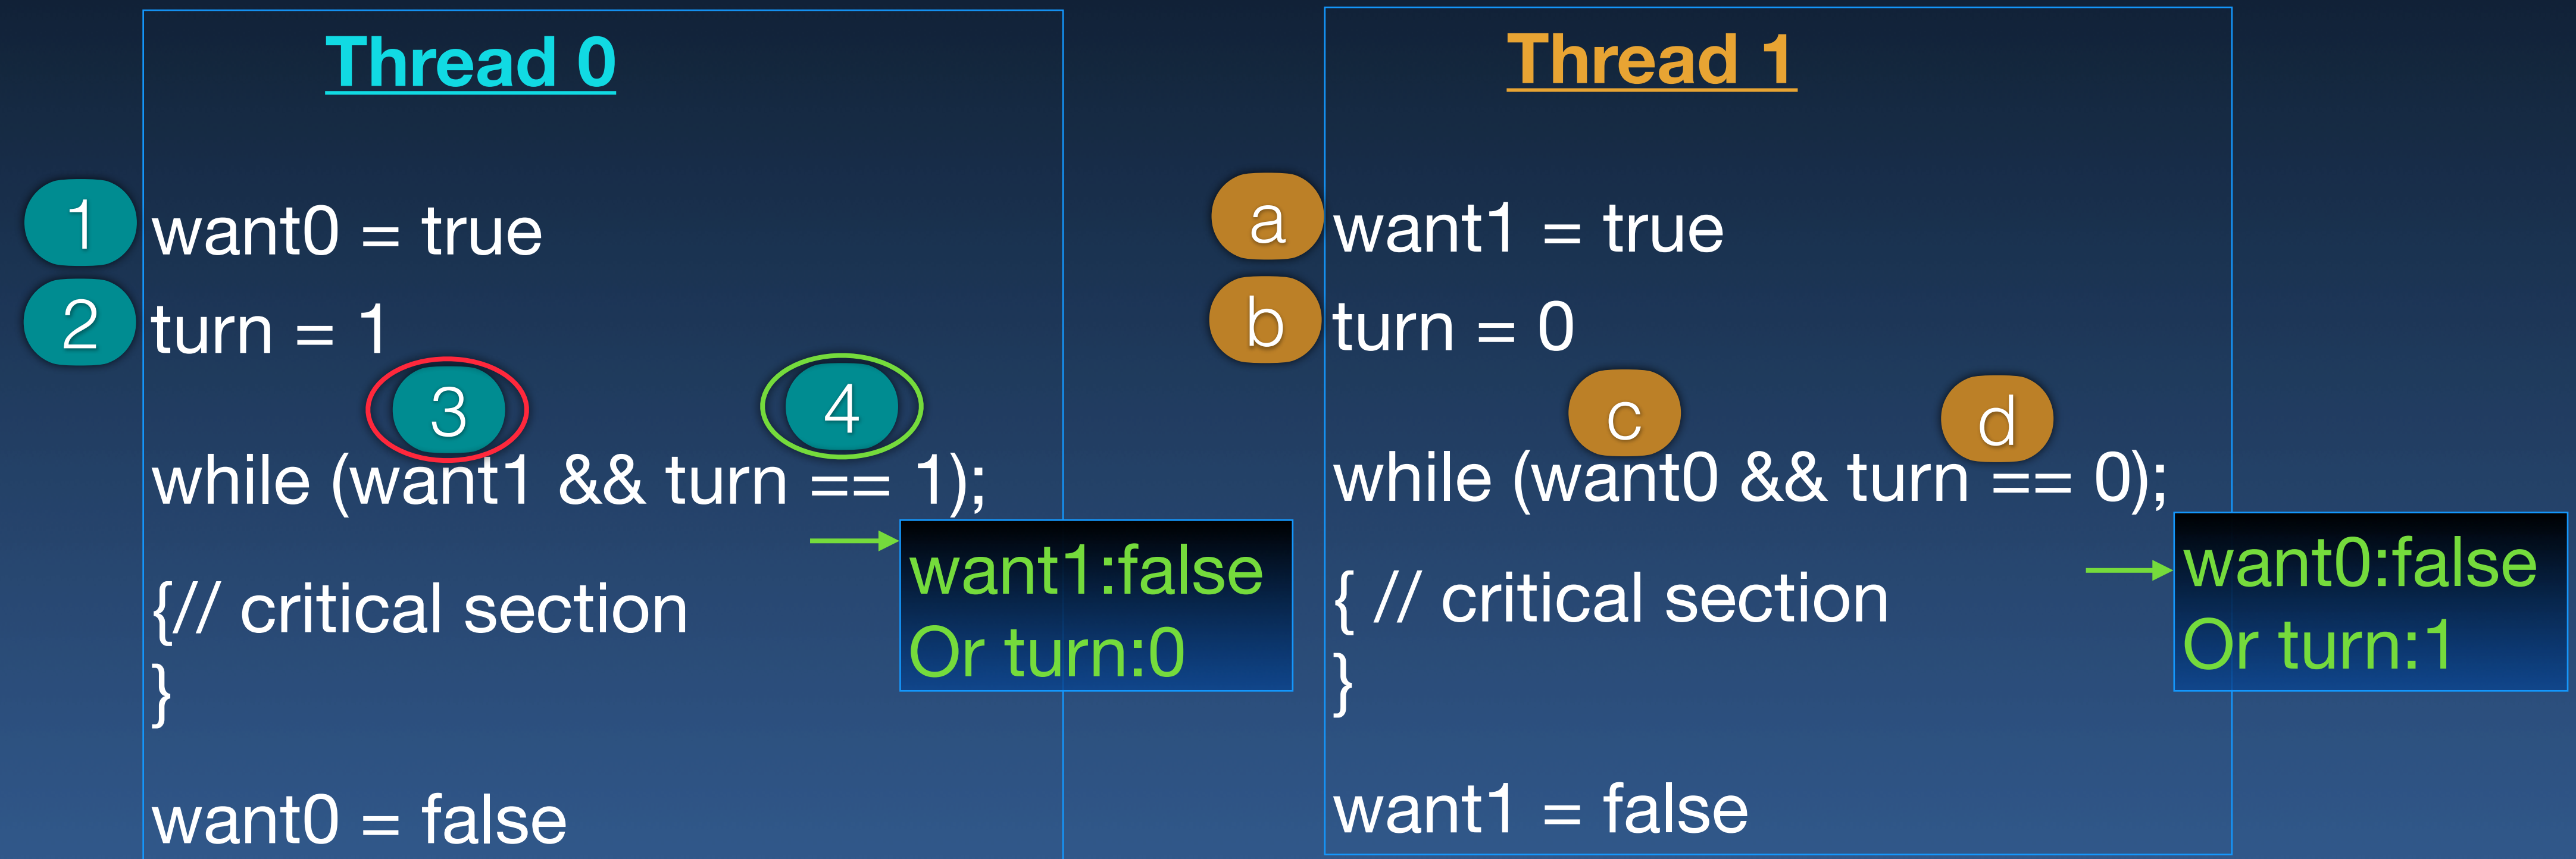 Thread 0
1
want0 = true
2
turn = 1
3
4
while (want1 && turn == 1);
want1:false
Or turn:0
{// critical section
}
want0 = false
Thread 1
a
want1 = true
b
turn = 0
c
d
while (want0 && turn == 0);
want0:false
Or turn:1
{ // critical section
}
want1 = false